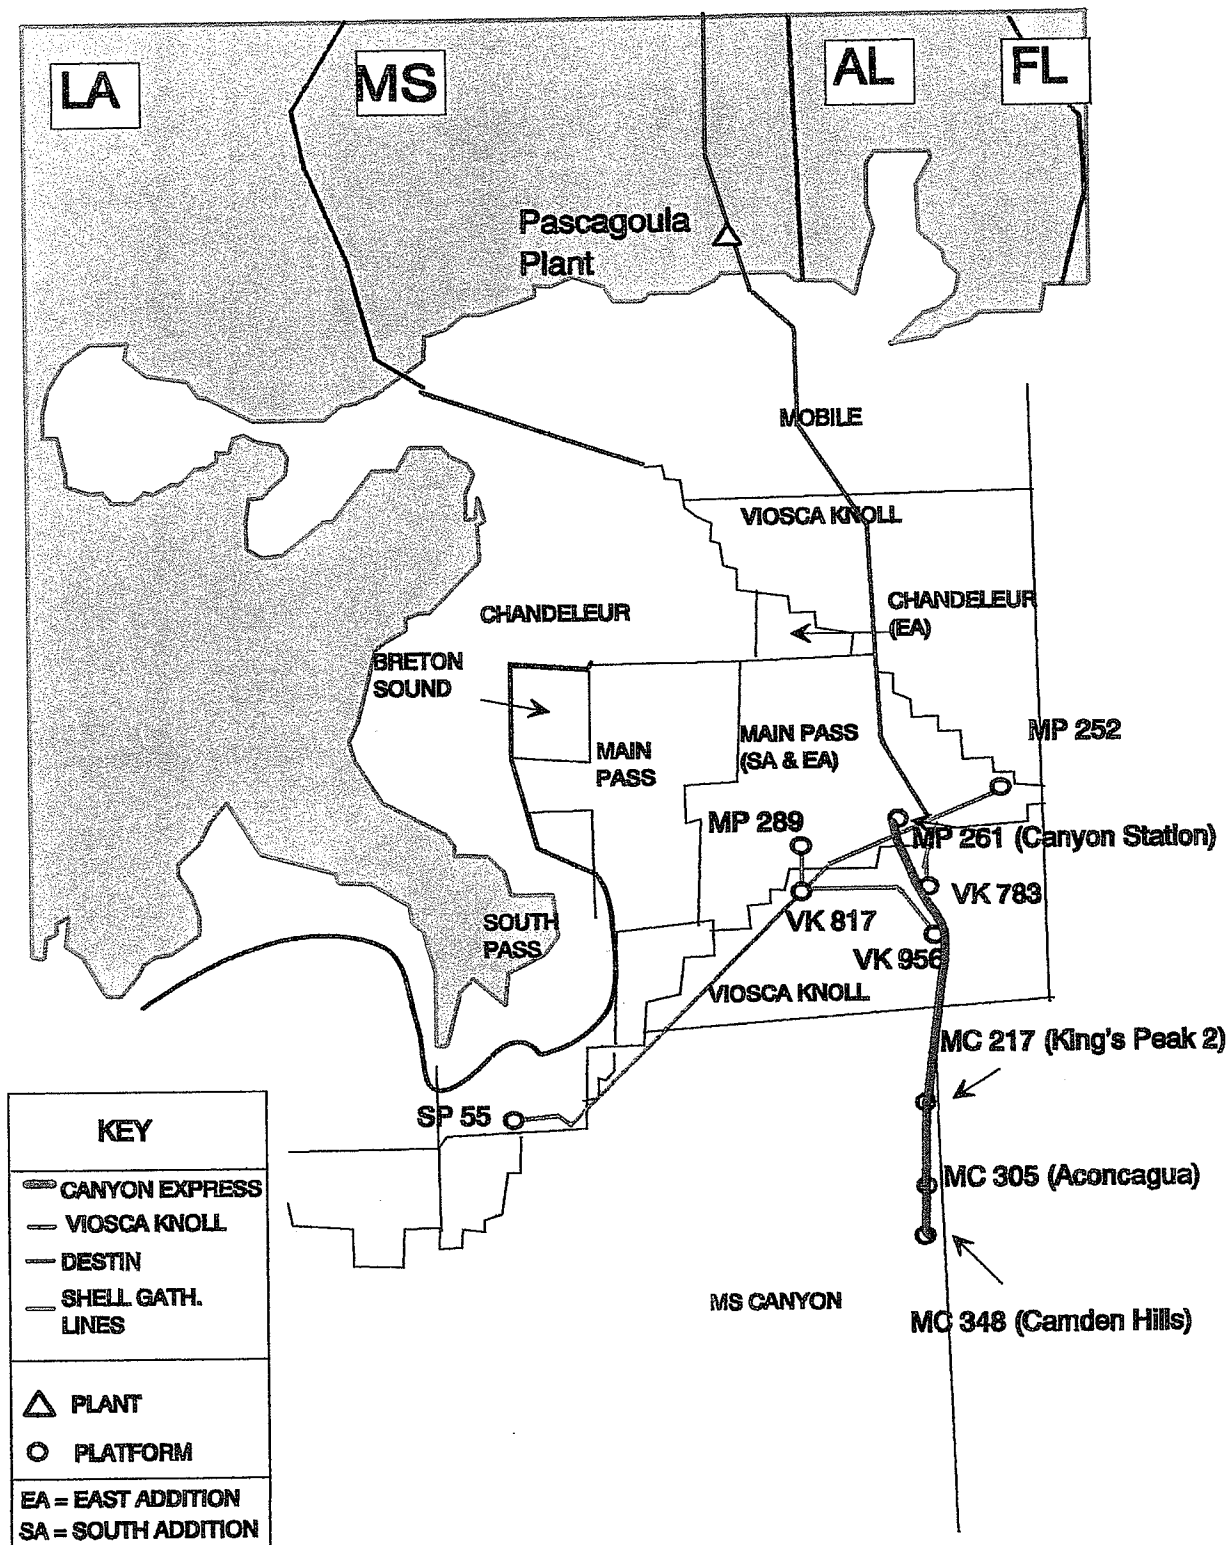 LA
MS
AL
FL
Pascagoula
Plant
MOBILE
VIOSCA KNOLL
CHANDELEUR
CHANDELEUR
(EA)
BRETON
SOUND
MAIN
PASS
MAIN PASS
(SA & EA)
MP 252
MP 289
MP 261 (Canyon Station)
VK 783
VK 817
SOUTH
PASS
VK 956
VIOSCA KNOLL
MC 217 (King's Peak 2)
SP 55
MC 305 (Aconcagua)
MS CANYON
MC 348 (Camden Hills)
KEY
CANYON EXPRESS
VIOSCA KNOLL
DESTIN
SHELL GATH.
LINES
PLANT
PLATFORM
EA = EAST ADDITION
SA = SOUTH ADDITION